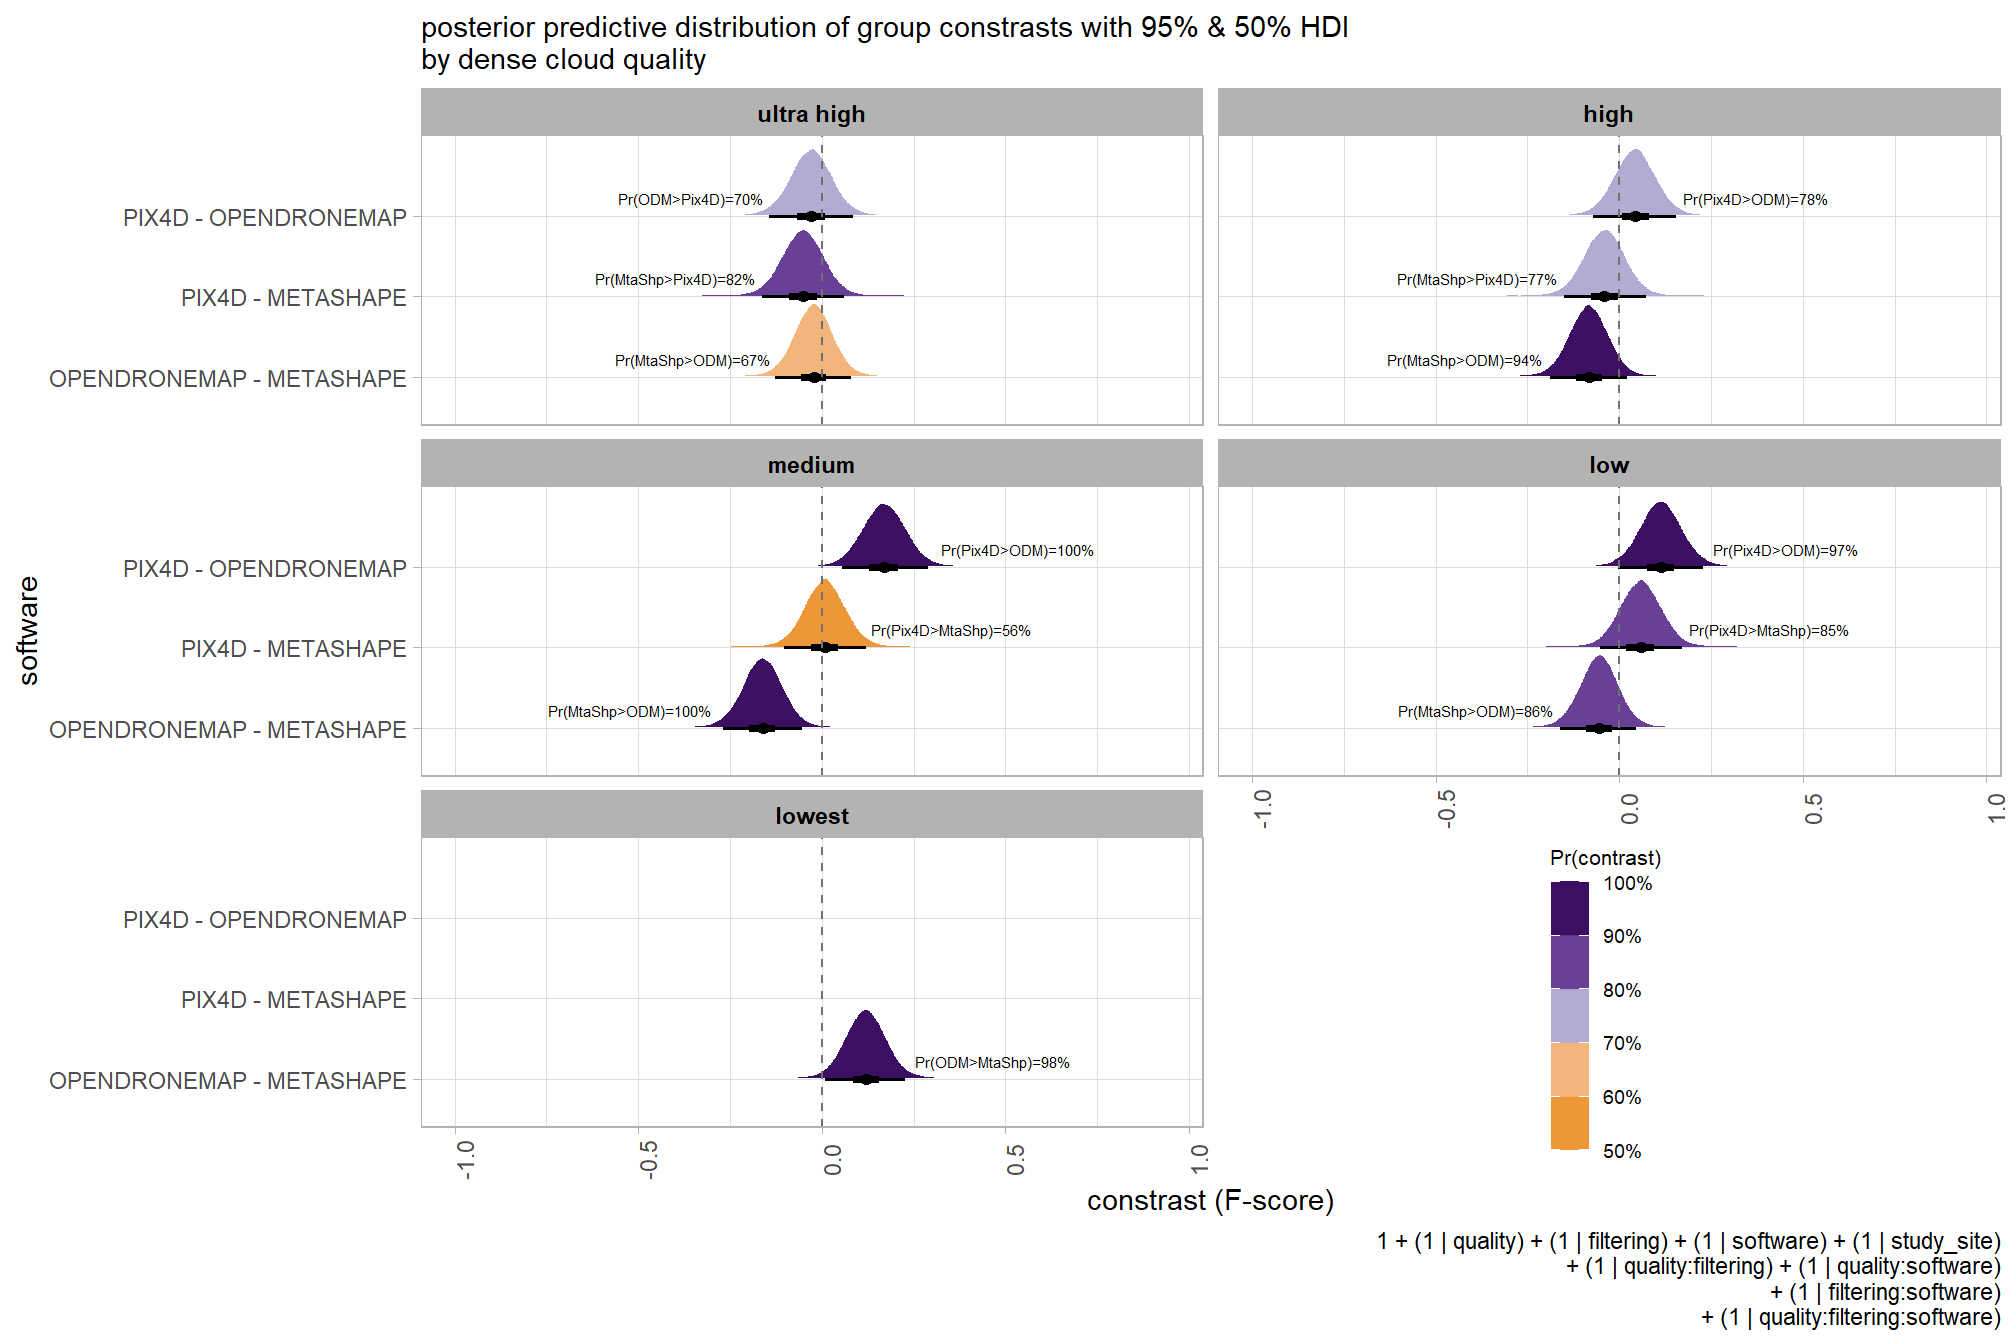 posterior predictive distribution of group constrasts with 95% & 50% HDI
by dense cloud quality
ultra high
high
PIX4D - OPENDRONEMAP
Pr(ODM>Pix4D)=70%
Pr(Pix4D>ODM)=78%
PIX4D - METASHAPE
Pr(MtaShp>Pix4D)=82%
Pr(MtaShp>Pix4D)=77%
OPENDRONEMAP - METASHAPE
Pr(MtaShp>ODM)=67%
Pr(MtaShp>ODM)=94%
medium
low
PIX4D - OPENDRONEMAP
Pr(Pix4D>ODM)=100%
Pr(Pix4D>ODM)=97%
PIX4D - METASHAPE
Pr(Pix4D>MtaShp)=56%
Pr(Pix4D>MtaShp)=85%
OPENDRONEMAP - METASHAPE
Pr(MtaShp>ODM)=100%
Pr(MtaShp>ODM)=86%
software
-1.0
-0.5
0.0
0.5
1.0
lowest
PIX4D - OPENDRONEMAP
PIX4D - METASHAPE
OPENDRONEMAP - METASHAPE
Pr(ODM>MtaShp)=98%
-1.0
-0.5
0.0
0.5
1.0
Pr(contrast)
100%
90%
80%
70%
60%
50%
constrast (F-score)
1 + (1 | quality) + (1 | filtering) + (1 | software) + (1 | study_site)
+ (1 | quality:filtering) + (1 | quality:software)
+ (1 | filtering:software)
+ (1 | quality:filtering:software)